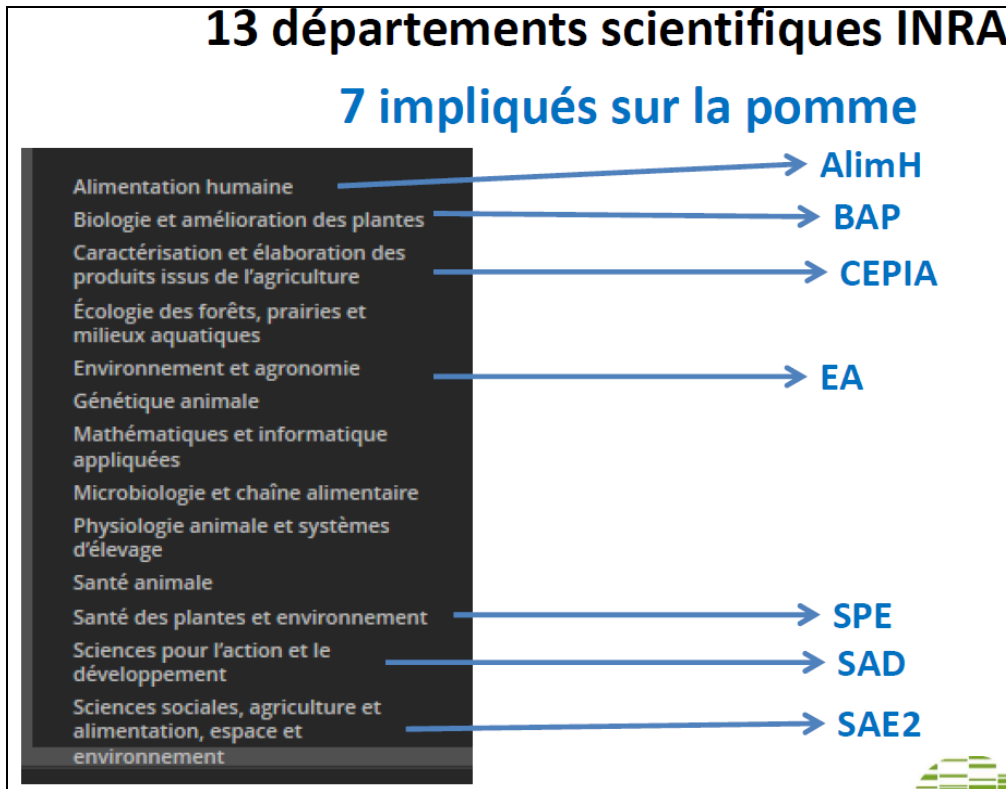 13 départements scientifiques INRA
7 impliqués sur la pomme
Alimentation humaine
AlimH
Biologie et amélioration des plantes
BAP
Caractérisation et élaboration des
produits issus de l'agriculture
CEPIA
Écologie des forêts, prairies et
milieux aquatiques
Environnement et agronomie
EA
Génétique animale
Mathématiques et informatique
appliquées
Microbiologie et chaîne alimentaire
Physiologie animale et systèmes
d'élevage
Santé animale
Santé des plantes et environnement
SPE
Sciences pour l'action et le
développement
SAD
Sciences sociales, agriculture et
alimentation, espace et
environnement
SAE2